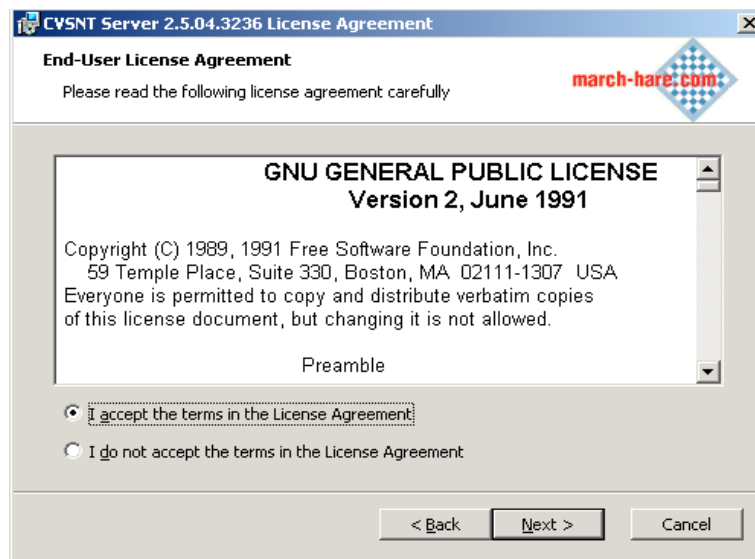 CVSNT Server 2.5.04.3236 License Agreement
End-User License Agreement
Please read the following license agreement carefully
march-hare.com
GNU GENERAL PUBLIC LICENSE
Version 2, June 1991
Copyright (C) 1989, 1991 Free Software Foundation, Inc.
59 Temple Place, Suite 330, Boston, MA  02111-1307  USA
Everyone is permitted to copy and distribute verbatim copies
of this license document, but changing it is not allowed.
Preamble
I accept the terms in the License Agreement
I do not accept the terms in the License Agreement
< Back  Next >  Cancel